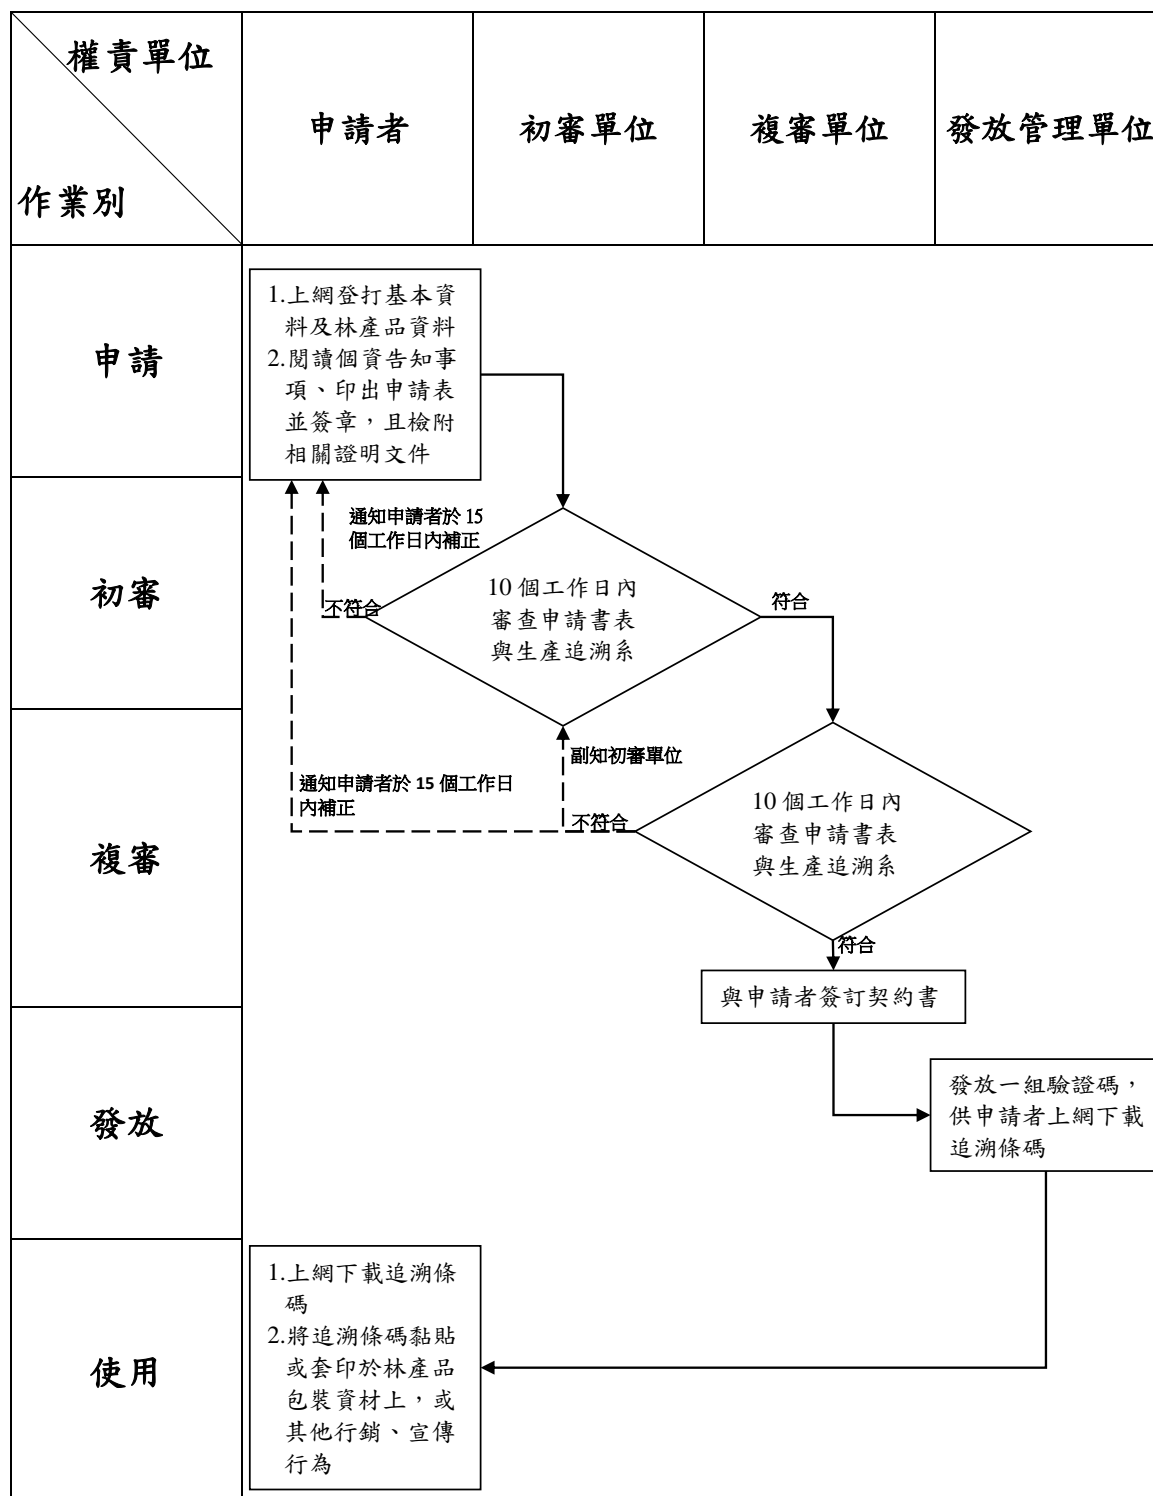 權責單位
作業別
申請者
初審單位
複審單位
發放管理單位
申請
1.上網登打基本資
料及林產品資料
2.閱讀個資告知事
項、印出申請表
並簽章，且檢附
相關證明文件
初審
通知申請者於 15
個工作日內補正
不符合
10 個工作日內
審查申請書表
與生產追溯系
符合
複審
通知申請者於 15 個工作日
內補正
副知初審單位
不符合
10 個工作日內
審查申請書表
與生產追溯系
符合
與申請者簽訂契約書
發放
發放一組驗證碼，
供申請者上網下載
追溯條碼
使用
1.上網下載追溯條
碼
2.將追溯條碼黏貼
或套印於林產品
包裝資材上，或
其他行銷、宣傳
行為